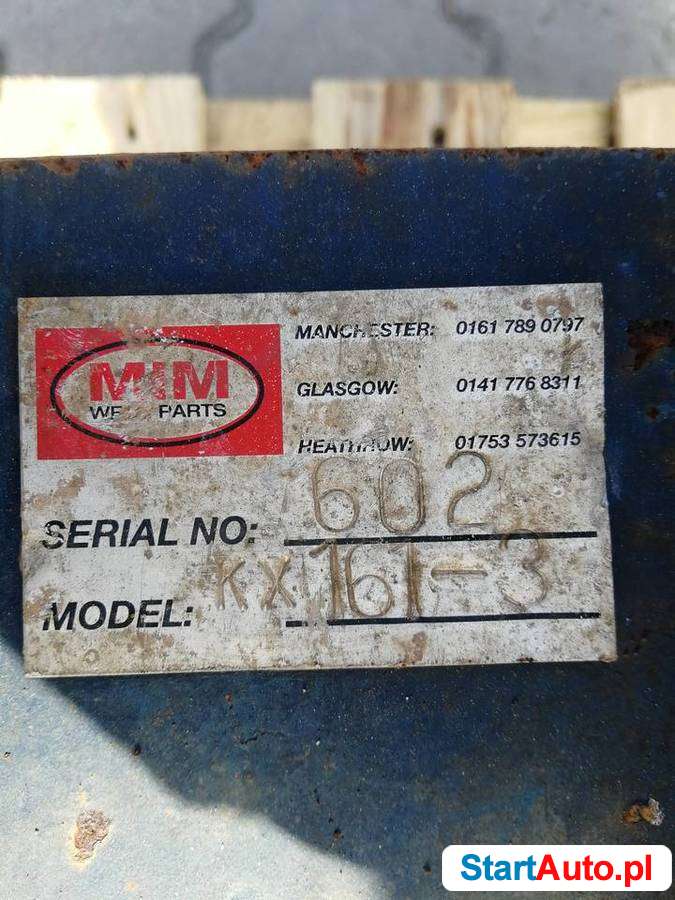 MIM
PARTS
MANCHESTER: 0161 789 0797
GLASGOW: 0141 776 8311
HEATHROW: 01753 573615
SERIAL NO: 602
MODEL: KX161-3
StartAuto.pl